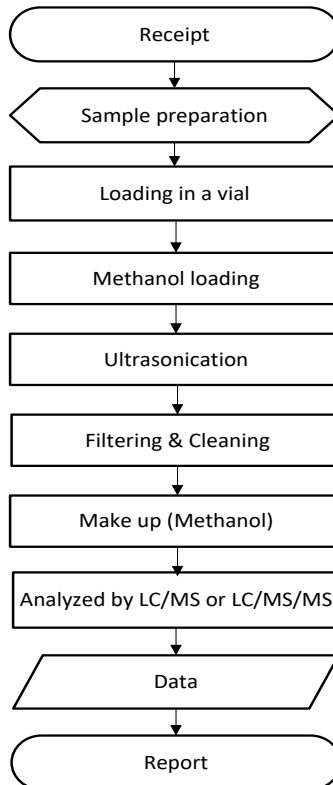 Receipt
Sample preparation
Loading in a vial
Methanol loading
Ultrasonication
Filtering & Cleaning
Make up (Methanol)
Analyzed by LC/MS or LC/MS/MS
Data
Report